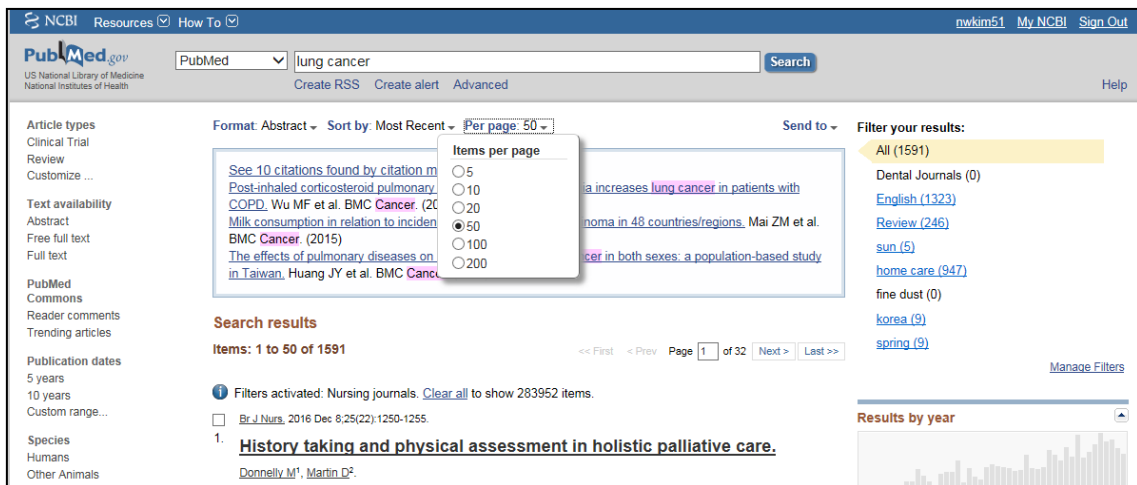 NCBI Resources How To nwkim51 My NCBI Sign Out
PubMed.gov
US National Library of Medicine
National Institutes of Health
PubMed lung cancer Search
Create RSS Create alert Advanced Help
Article types
Clinical Trial
Review
Customize ...
Text availability
Abstract
Free full text
Full text
PubMed
Commons
Reader comments
Trending articles
Publication dates
5 years
10 years
Custom range...
Species
Humans
Other Animals
Format: Abstract Sort by: Most Recent Per page: 50 Send to
Items per page
5
10
20
50
100
200
See 10 citations found by citation m
Post-inhaled corticosteroid pulmonary ia increases lung cancer in patients with
COPD. Wu MF et al. BMC Cancer. (20
Milk consumption in relation to inciden noma in 48 countries/regions. Mai ZM et al.
BMC Cancer. (2015)
The effects of pulmonary diseases on cer in both sexes: a population-based study
in Taiwan. Huang JY et al. BMC Canc
Search results
Items: 1 to 50 of 1591 << First < Prev Page 1 of 32 Next > Last >>
Filters activated: Nursing journals. Clear all to show 283952 items.
Br J Nurs. 2016 Dec 8;25(22):1250-1255.
1. History taking and physical assessment in holistic palliative care.
Donnelly M1, Martin D2.
Filter your results:
All (1591)
Dental Journals (0)
English (1323)
Review (246)
sun (5)
home care (947)
fine dust (0)
korea (9)
spring (9)
Manage Filters
Results by year